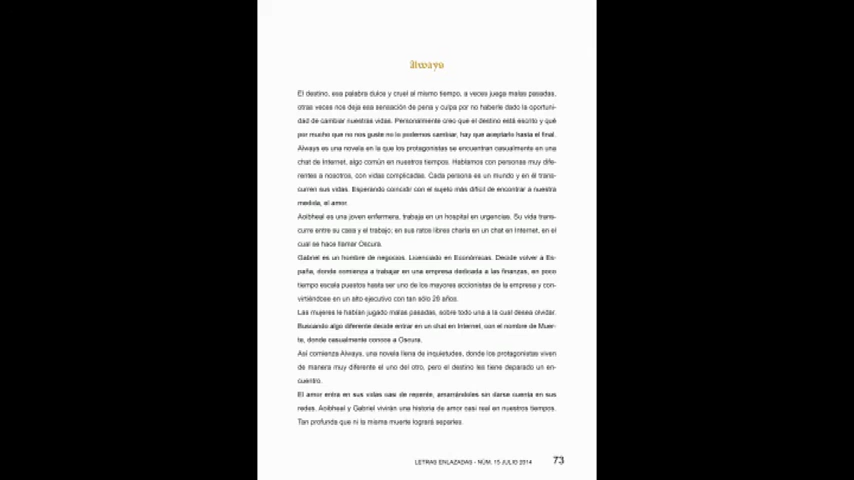 Always
El destino, esa palabra dulce y cruel al mismo tiempo, a veces juega malas pasadas,
otras veces nos deja esa sensación de pena y culpa por no haberle dado la oportuni-
dad de cambiar nuestras vidas. Personalmente creo que el destino está escrito y qué
por mucho que no nos guste no lo podemos cambiar, hay que aceptarlo hasta el final.
Always es una novela en la que los protagonistas se encuentran casualmente en una
chat de Internet, algo común en nuestros tiempos. Hablamos con personas muy dife-
rentes a nosotros, con vidas complicadas. Cada persona es un mundo y en él trans-
curren sus vidas. Esperando coincidir con el sujeto más difícil de encontrar a nuestra
medida, el amor.
Aoibheal es una joven enfermera, trabaja en un hospital en urgencias. Su vida trans-
curre entre su casa y el trabajo, en sus ratos libres charla en un chat en Internet, en el
cual se hace llamar Oscura.
Gabriel es un hombre de negocios. Licenciado en Económicas. Decide volver a Es-
paña, donde comienza a trabajar en una empresa dedicada a las finanzas, en poco
tiempo escala puestos hasta ser uno de los mayores accionistas de la empresa y con-
virtiéndose en un alto ejecutivo con tan sólo 28 años.
Las mujeres le habían jugado malas pasadas, sobre todo una a la cual desea olvidar.
Buscando algo diferente decide entrar en un chat en Internet, con el nombre de Muer-
te, donde casualmente conoce a Oscura.
Así comienza Always, una novela llena de inquietudes, donde los protagonistas viven
de manera muy diferente el uno del otro, pero el destino les tiene deparado un en-
cuentro.
El amor entra en sus vidas casi de repente, amarrándoles sin darse cuenta en sus
redes. Aoibheal y Gabriel vivirán una historia de amor casi real en nuestros tiempos.
Tan profunda que ni la misma muerte logrará separles.
LETRAS ENLAZADAS - NÚM. 15 JULIO 2014 73